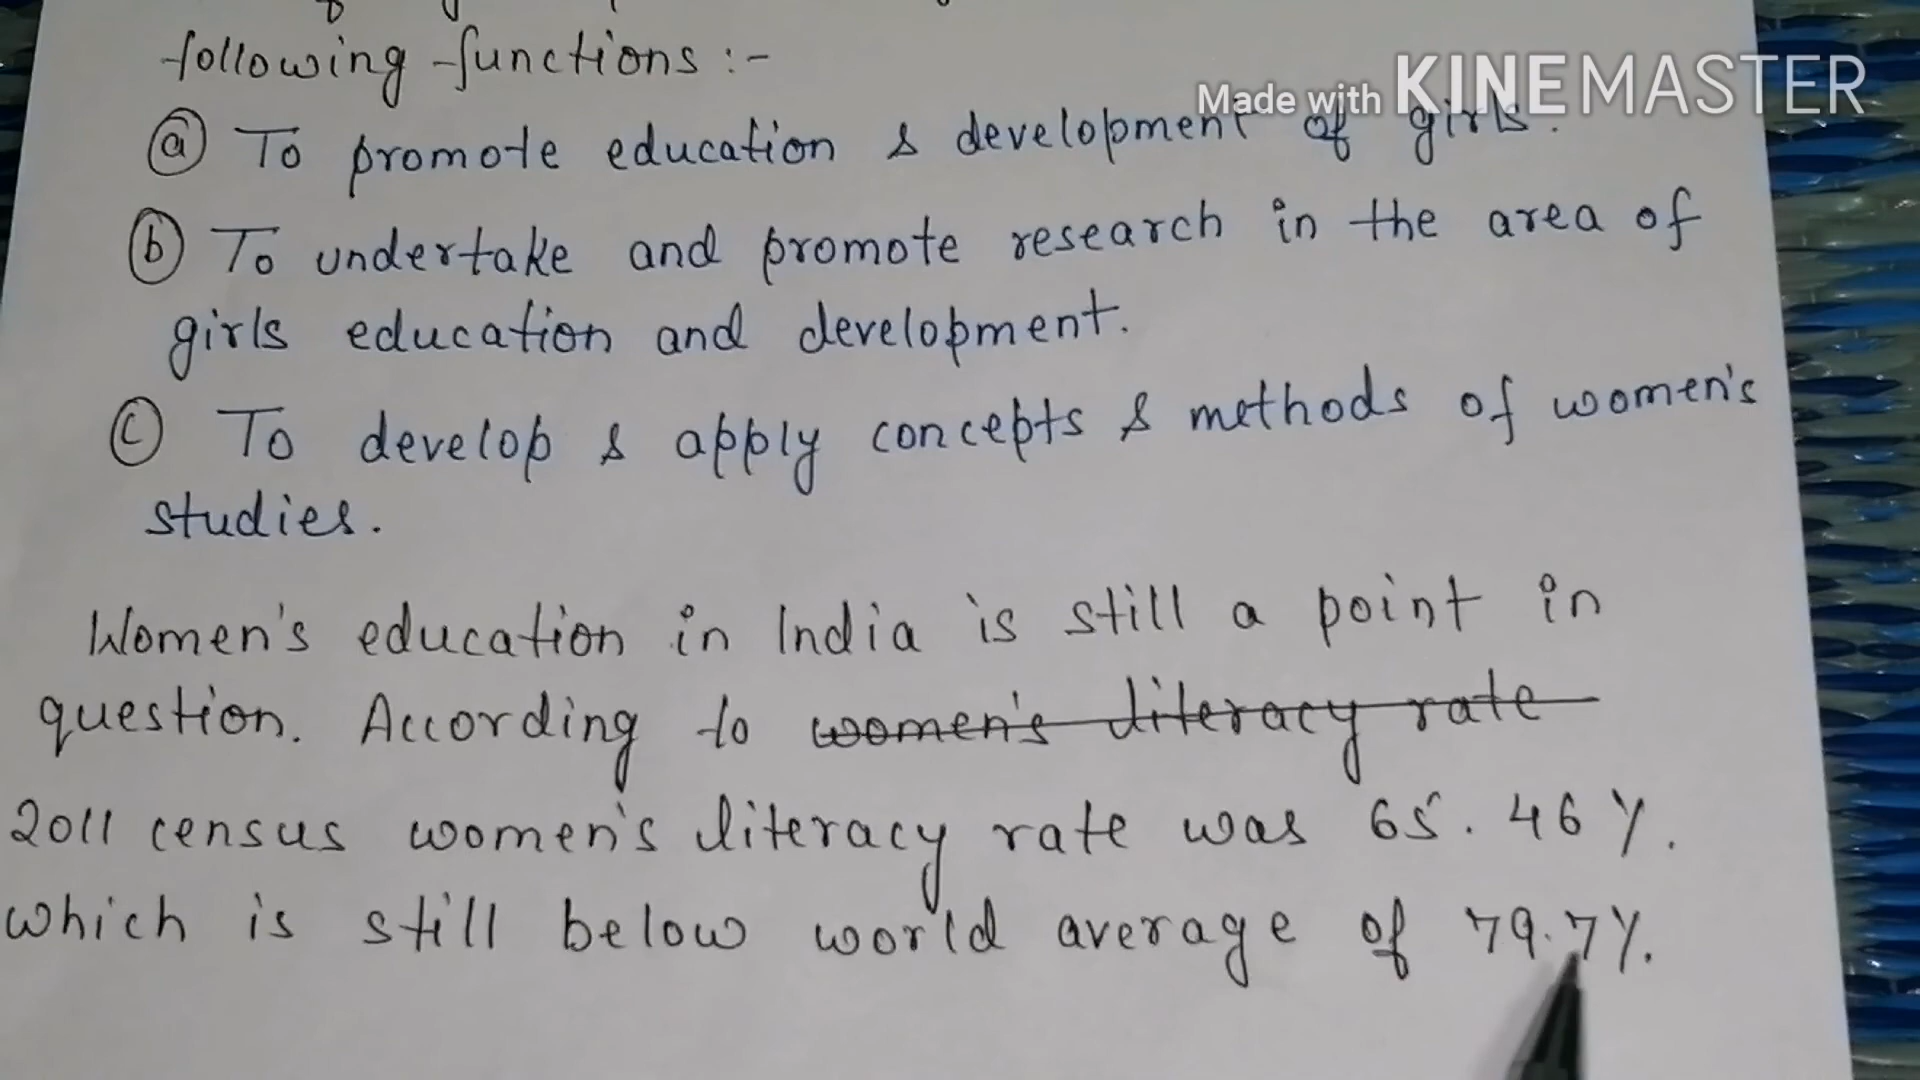 following functions :-
Made with KINEMASTER
(a) To promote education & development of girls.
(b) To undertake and promote research in the area of
girls education and development.
(c) To develop & apply concepts & methods of women's
studies.
Women's education in India is still a point in
question. According to women's literacy rate
2011 census women's literacy rate was 65.46%.
which is still below world average of 79.7%.